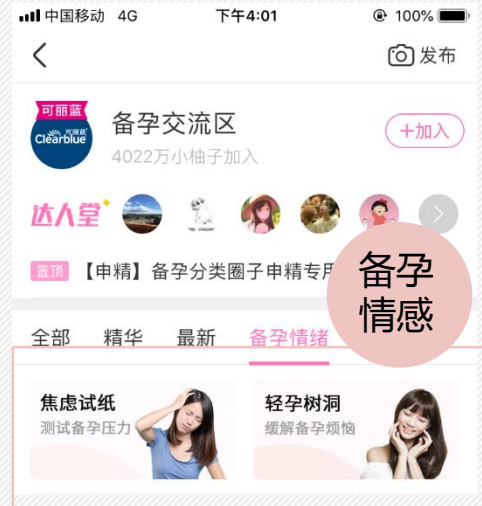 中国移动 4G 下午4:01 100%
发布
可丽蓝
Clearblue
备孕交流区
+加入
4022万小柚子加入
达人堂
置顶 【申精】备孕分类圈子申精专用
备孕
情感
全部 精华 最新 备孕情绪
焦虑试纸
测试备孕压力
轻孕树洞
缓解备孕烦恼